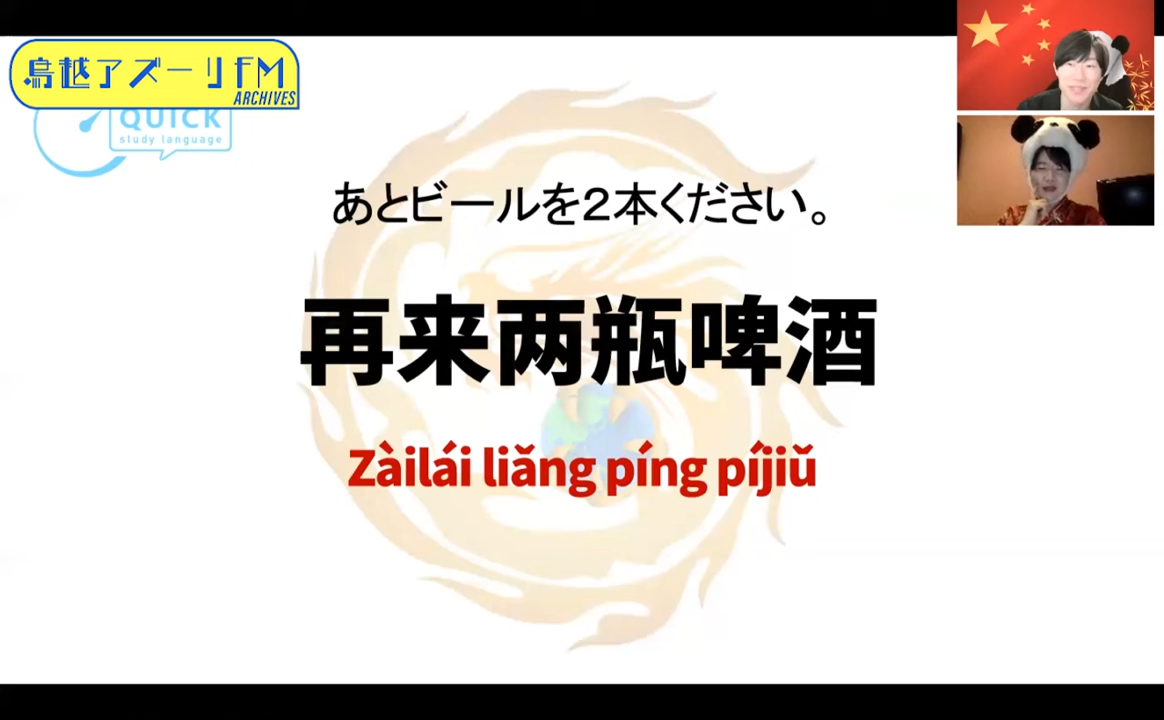 鳥越アズーリFM
ARCHIVES
QUICK
study language
あとビールを2本ください。
再来两瓶啤酒
Zàilái liǎng píng píjiǔ